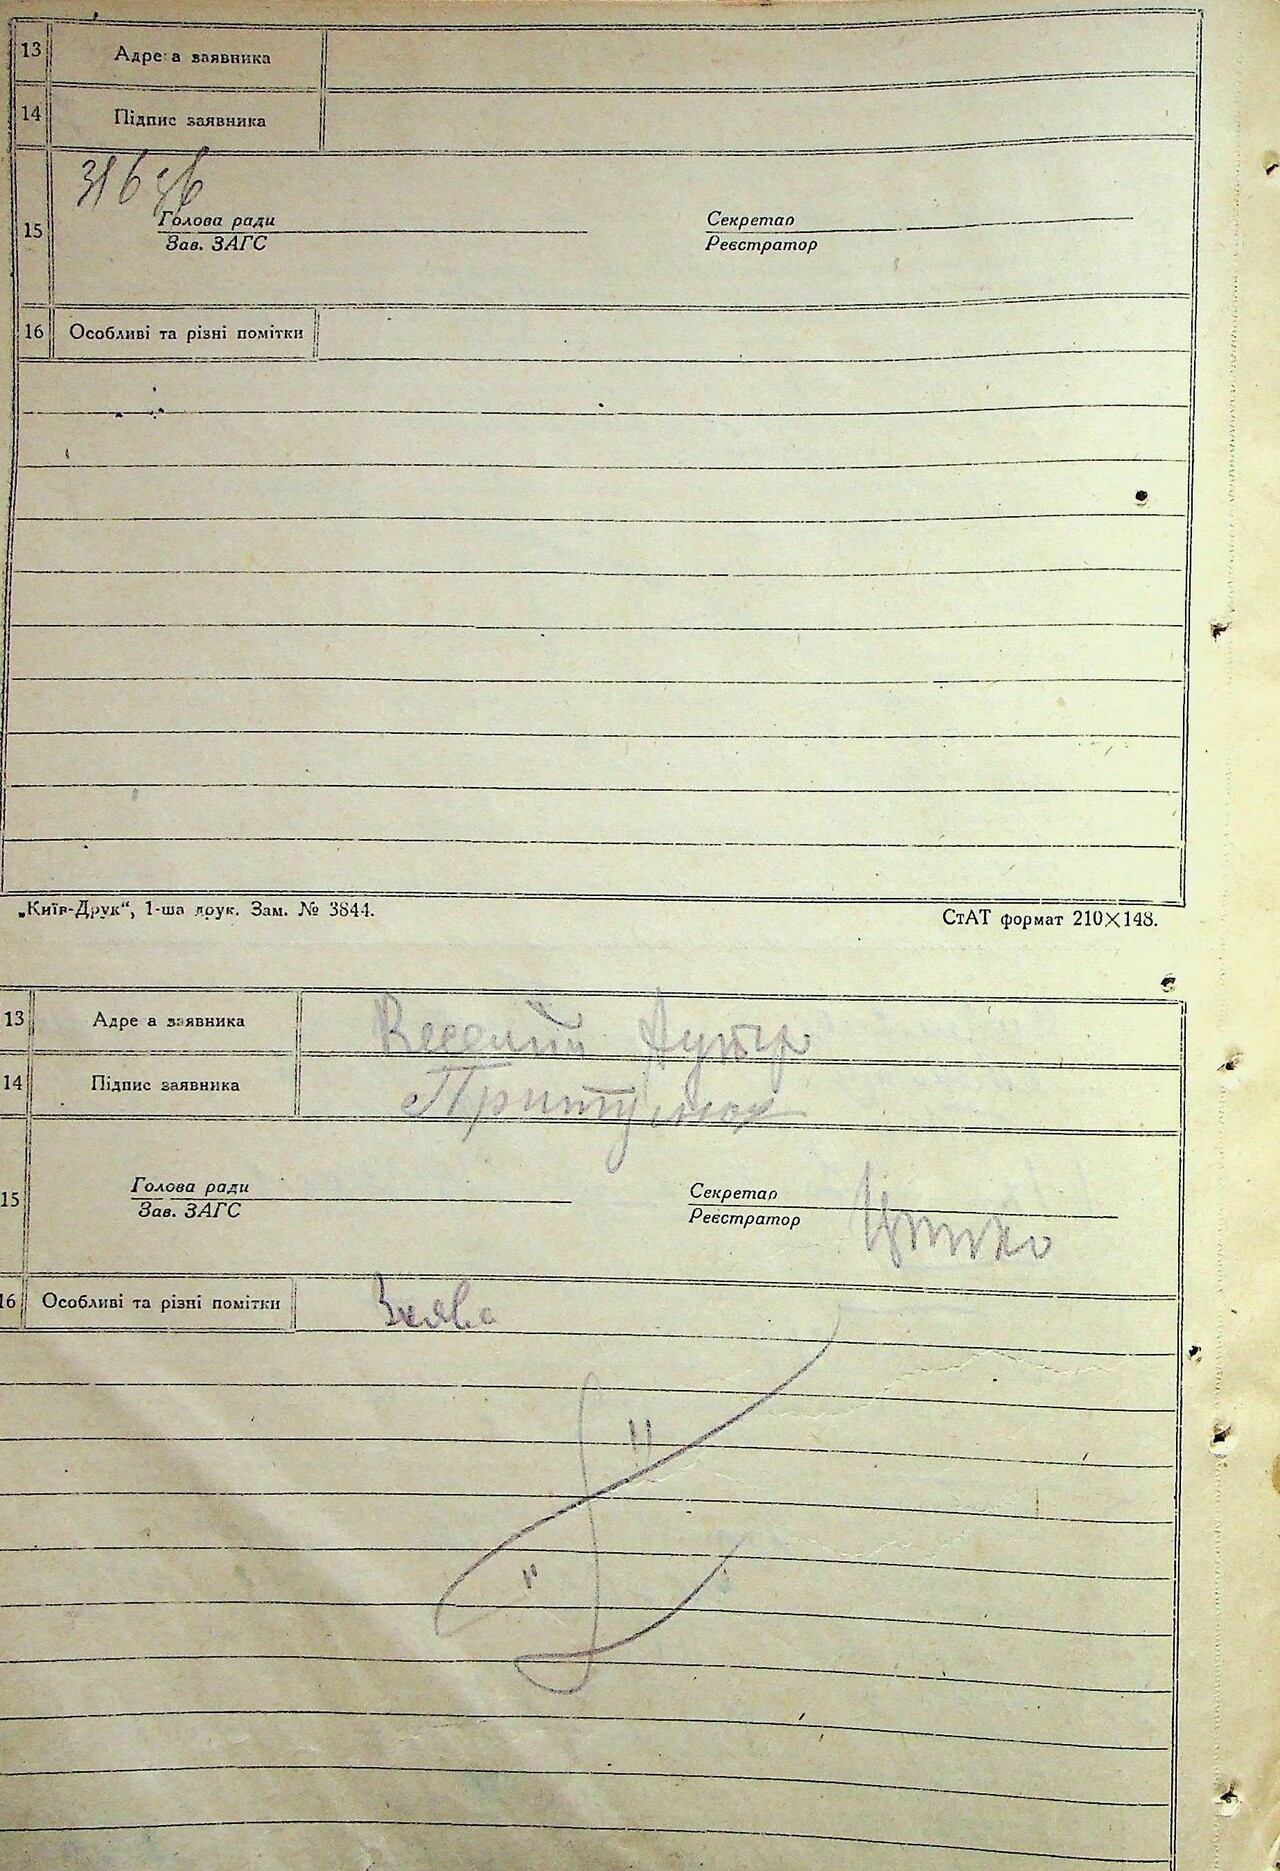 13 Адре а заявника
14 Підпис заявника
15
Голова ради Секретар
Зав. ЗАГС Реєстратор
16 Особливі та різні помітки
„Київ-Друк“, 1-ша друк. Зам. № 3844. СтАТ формат 210×148.
13 Адре а заявника Веселий Хутір
14 Підпис заявника
15
Голова ради Секретар
Зав. ЗАГС Реєстратор
16 Особливі та різні помітки Заява